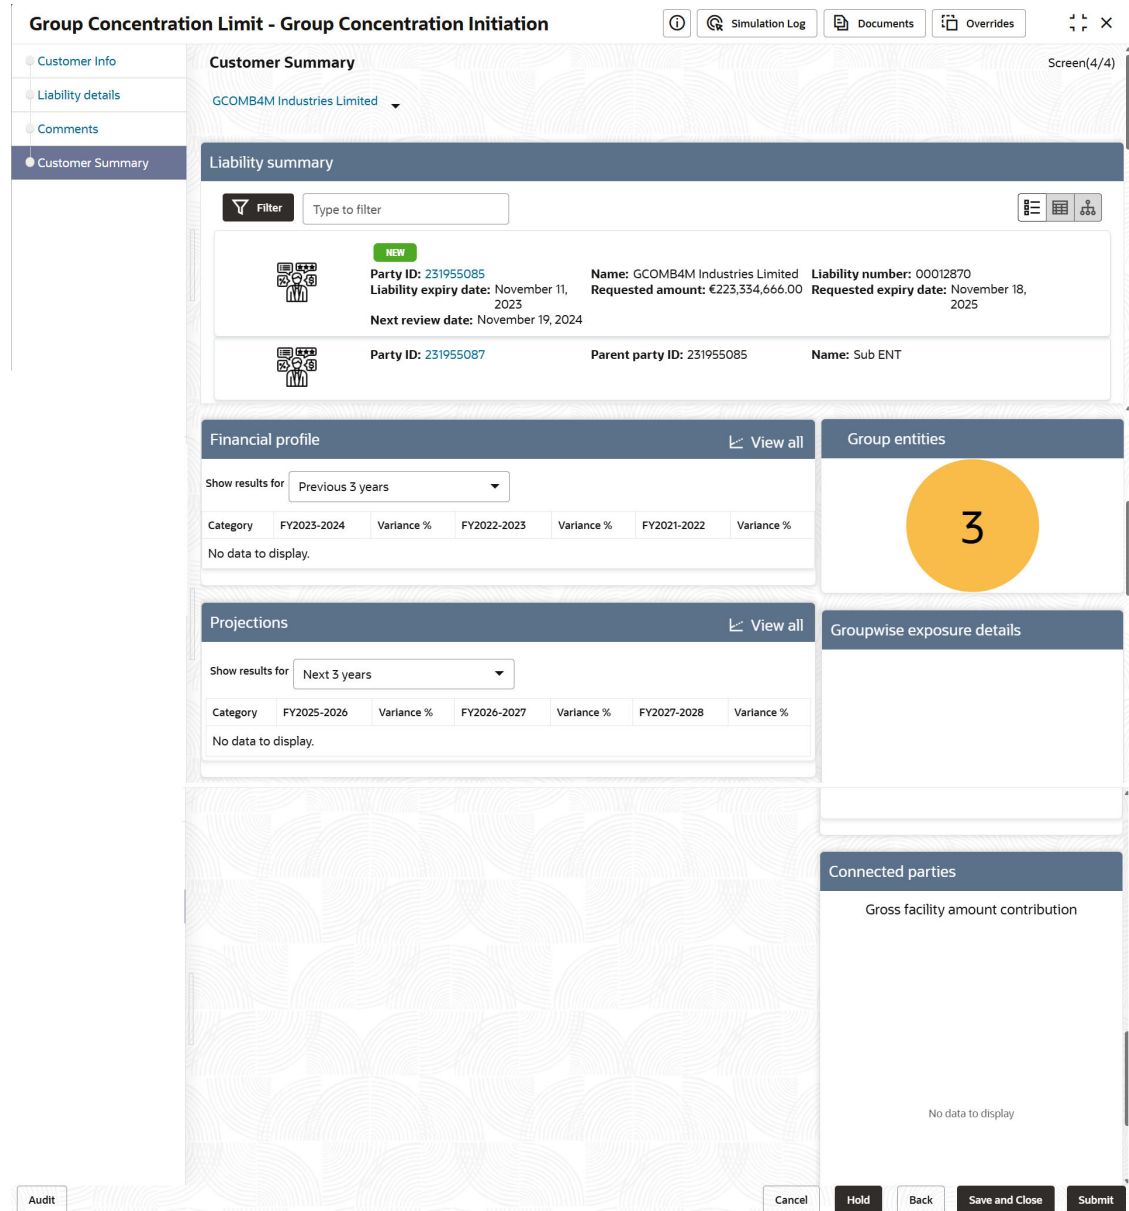 Group Concentration Limit - Group Concentration Initiation
Simulation Log
Documents
Overrides
Customer Info
Liability details
Comments
Customer Summary
Customer Summary
Screen(4/4)
GCOMB4M Industries Limited
Liability summary
Filter
Type to filter
NEW
Party ID: 231955085
Name: GCOMB4M Industries Limited
Liability number: 00012870
Liability expiry date: November 11,
2023
Requested amount: €223,334,666.00
Requested expiry date: November 18,
2025
Next review date: November 19, 2024
Party ID: 231955087
Parent party ID: 231955085
Name: Sub ENT
Financial profile
View all
Show results for
Previous 3 years
Category FY2023-2024 Variance % FY2022-2023 Variance % FY2021-2022 Variance %
No data to display.
Group entities
3
Projections
View all
Show results for
Next 3 years
Category FY2025-2026 Variance % FY2026-2027 Variance % FY2027-2028 Variance %
No data to display.
Groupwise exposure details
Connected parties
Gross facility amount contribution
No data to display
Audit
Cancel
Hold
Back
Save and Close
Submit